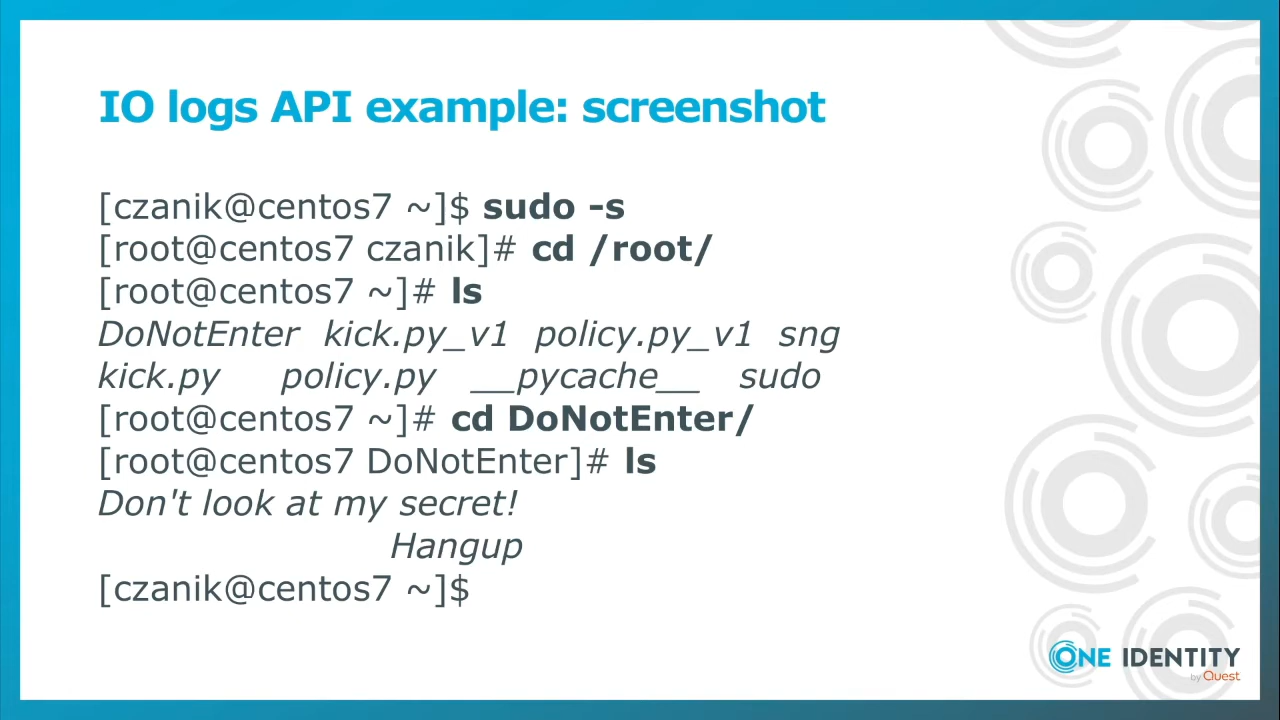 IO logs API example: screenshot
[czanik@centos7 ~]$ sudo -s
[root@centos7 czanik]# cd /root/
[root@centos7 ~]# ls
DoNotEnter kick.py_v1 policy.py_v1 sng
kick.py policy.py __pycache__ sudo
[root@centos7 ~]# cd DoNotEnter/
[root@centos7 DoNotEnter]# ls
Don't look at my secret!
Hangup
[czanik@centos7 ~]$
ONE IDENTITY
by Quest